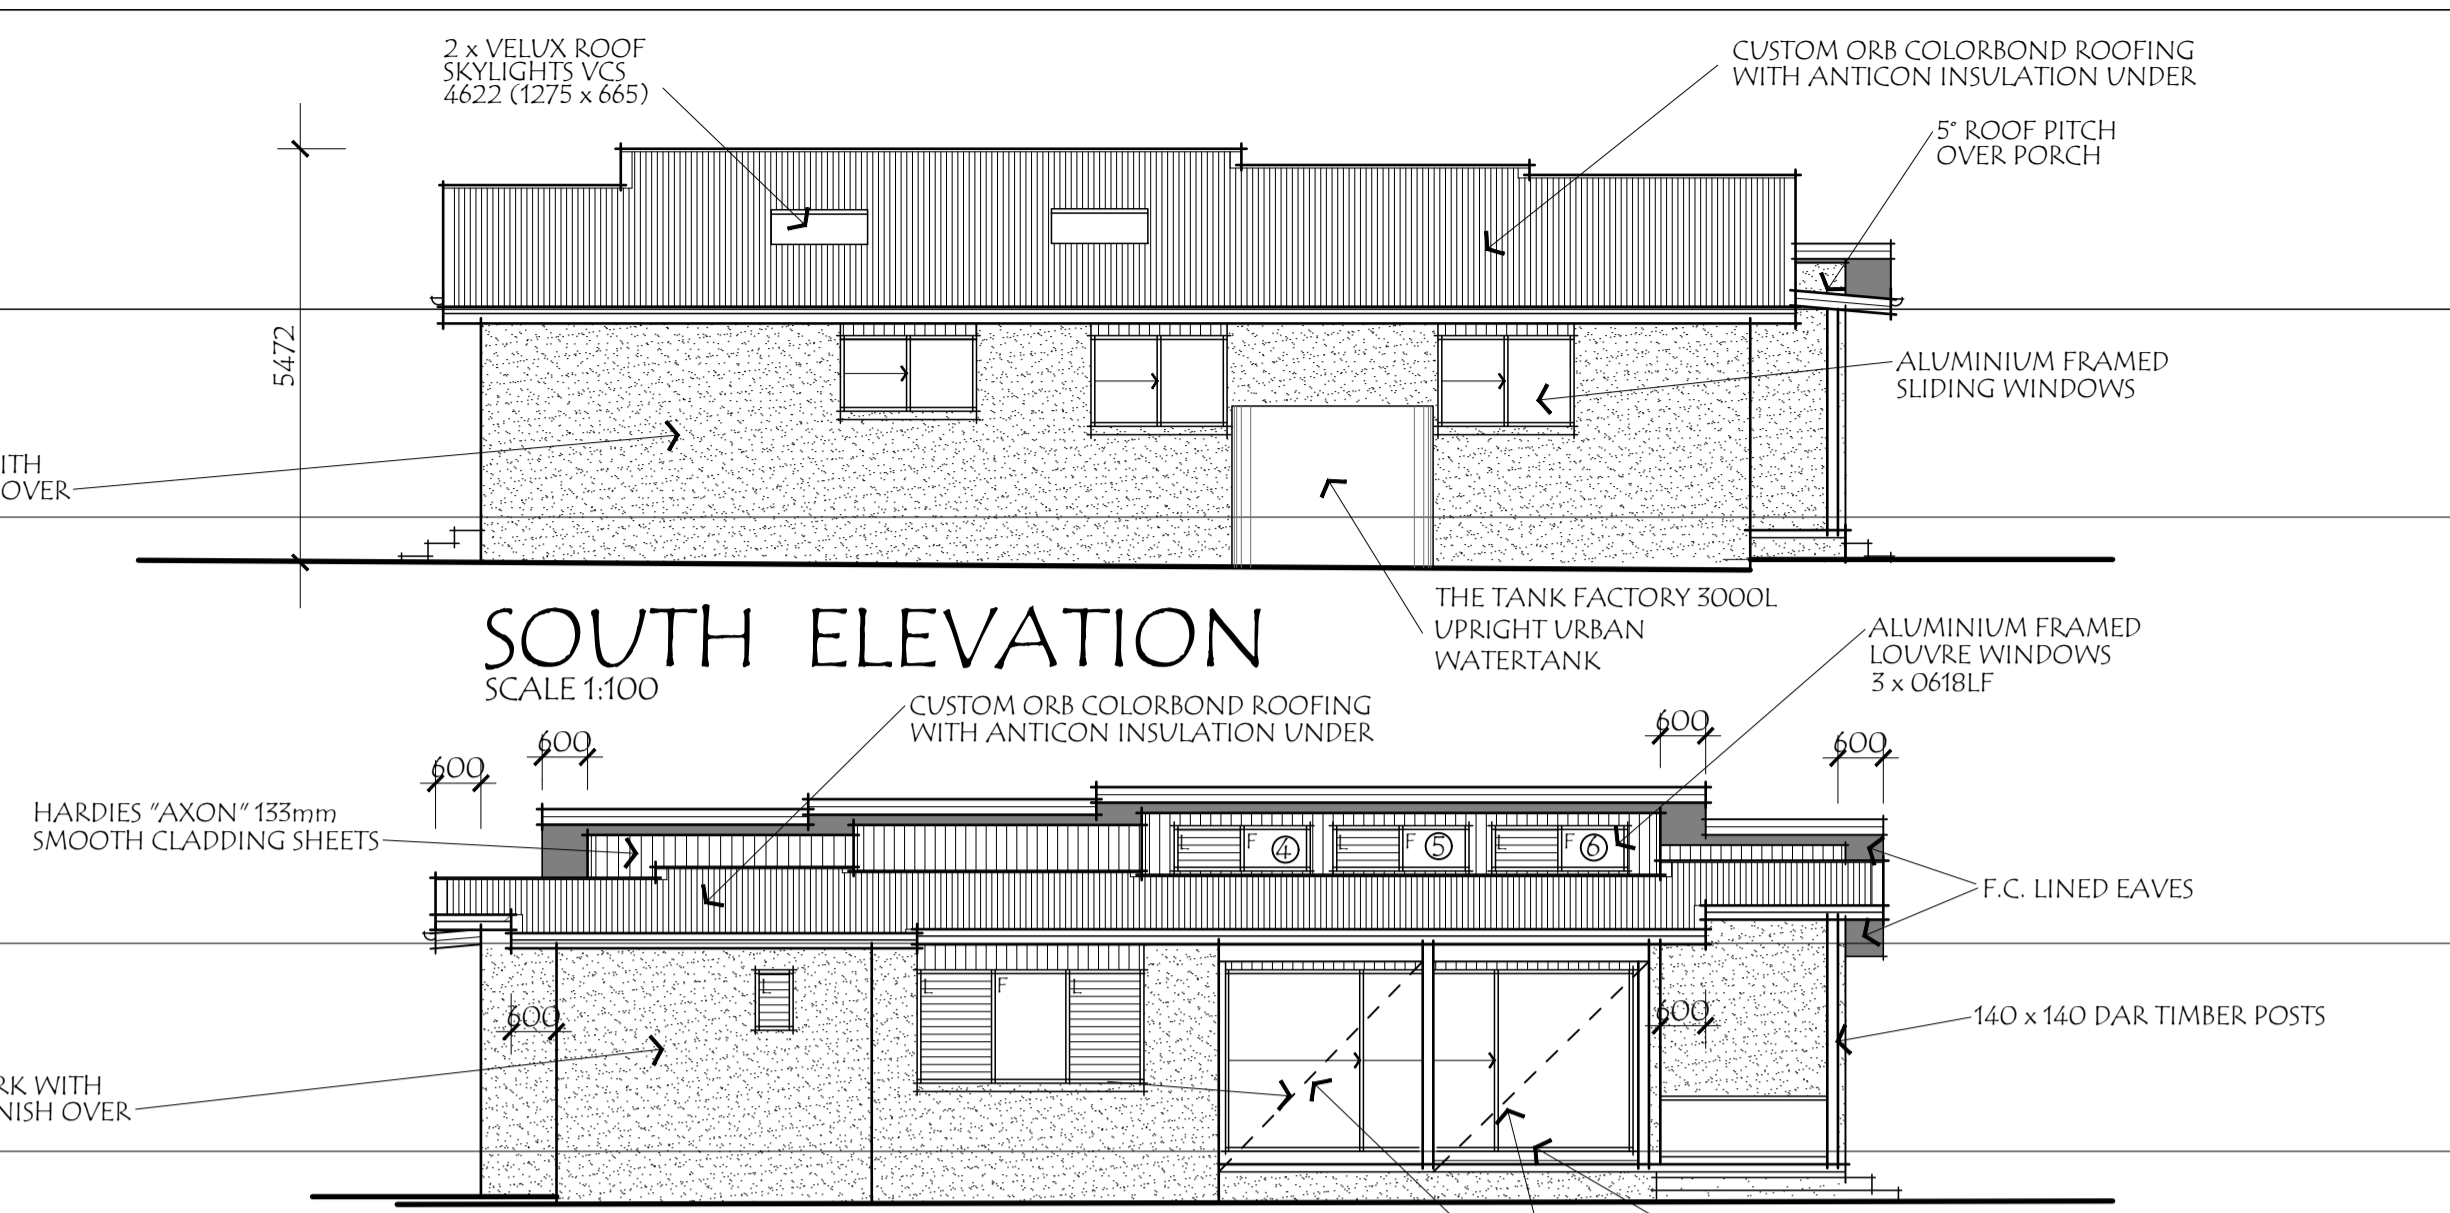 2 x VELUX ROOF
SKYLIGHTS VCS
4622 (1275 x 665)
CUSTOM ORB COLORBOND ROOFING
WITH ANTICON INSULATION UNDER
5° ROOF PITCH
OVER PORCH
5472
ALUMINIUM FRAMED
SLIDING WINDOWS
ITH
OVER
THE TANK FACTORY 3000L
UPRIGHT URBAN
WATERTANK
SOUTH ELEVATION
SCALE 1:100
ALUMINIUM FRAMED
LOUVRE WINDOWS
3 x 0618LF
CUSTOM ORB COLORBOND ROOFING
WITH ANTICON INSULATION UNDER
600
600
600
600
HARDIES "AXON" 133mm
SMOOTH CLADDING SHEETS
L F 4
L F 5
L F 6
F.C. LINED EAVES
L
L F L
600
600
140 x 140 DAR TIMBER POSTS
RK WITH
NISH OVER